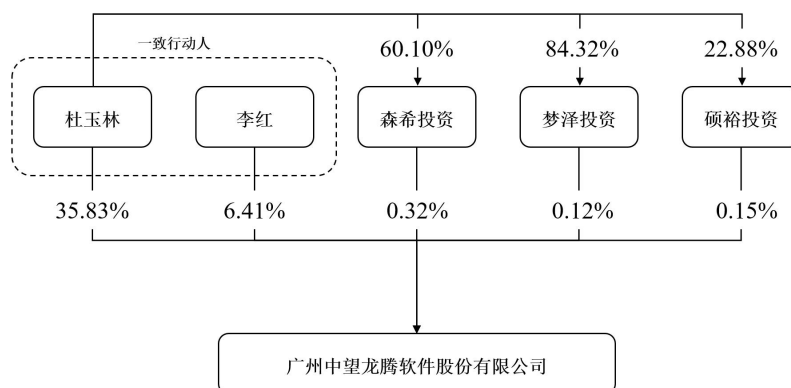 一致行动人
60.10%
84.32%
22.88%
杜玉林
李红
森希投资
梦泽投资
硕裕投资
35.83%
6.41%
0.32%
0.12%
0.15%
广州中望龙腾软件股份有限公司